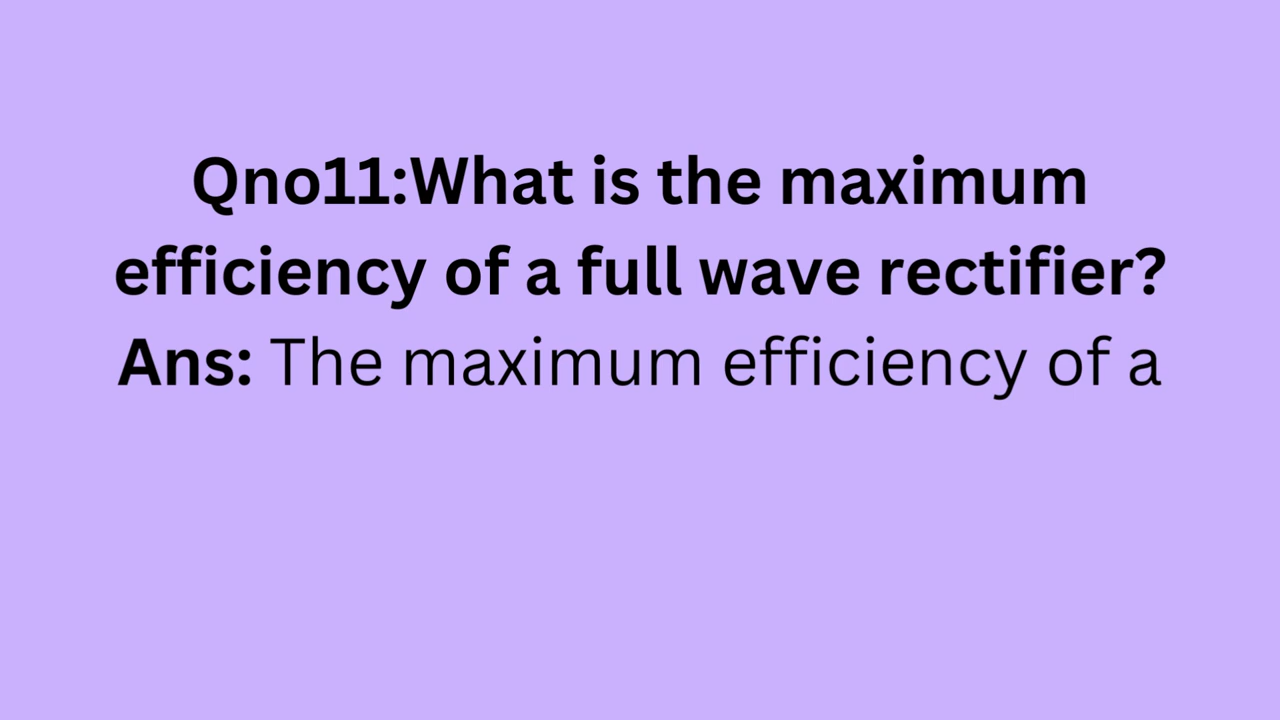 Qno11:What is the maximum
efficiency of a full wave rectifier?
Ans: The maximum efficiency of a